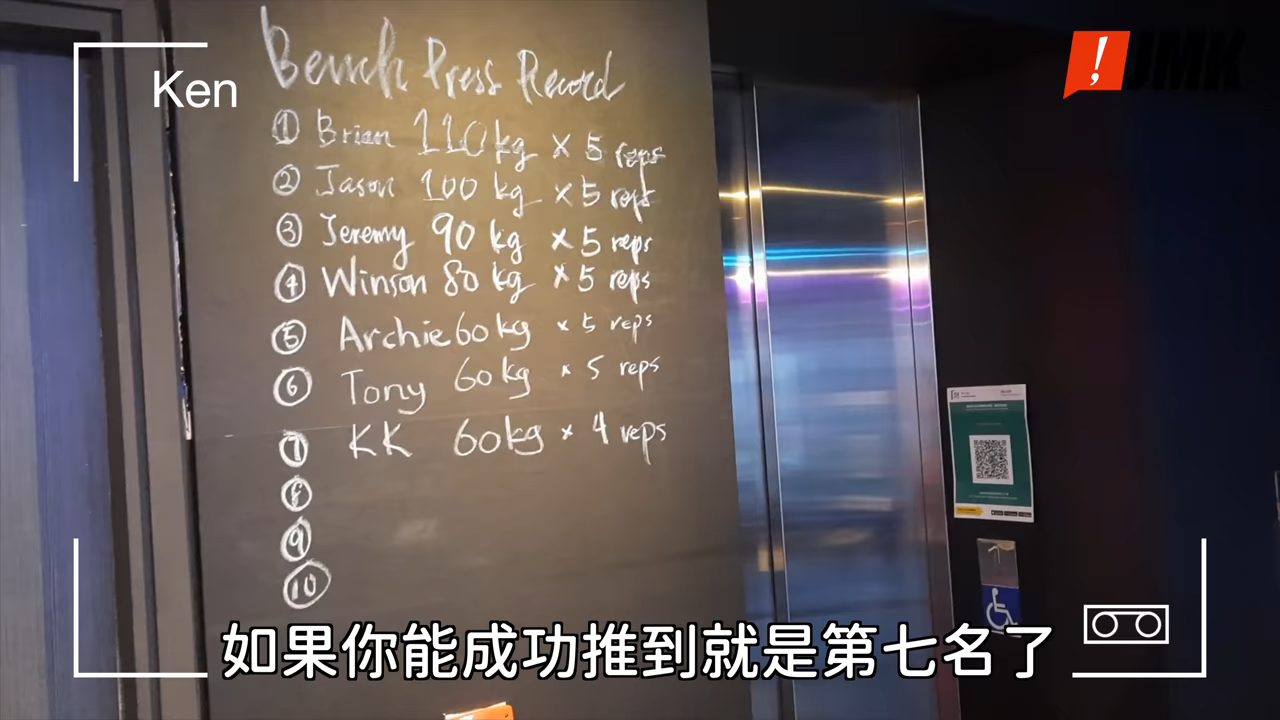 Ken
!JMK
Bench Press Record
① Brian 110 kg × 5 reps
② Jason 100 kg × 5 reps
③ Jeremy 90 kg × 5 reps
④ Winson 80 kg × 5 reps
⑤ Archie 60kg × 5 reps
⑥ Tony 60kg × 5 reps
⑦ KK 60kg × 4 reps
⑧
⑨
⑩
如果你能成功推到就是第七名了